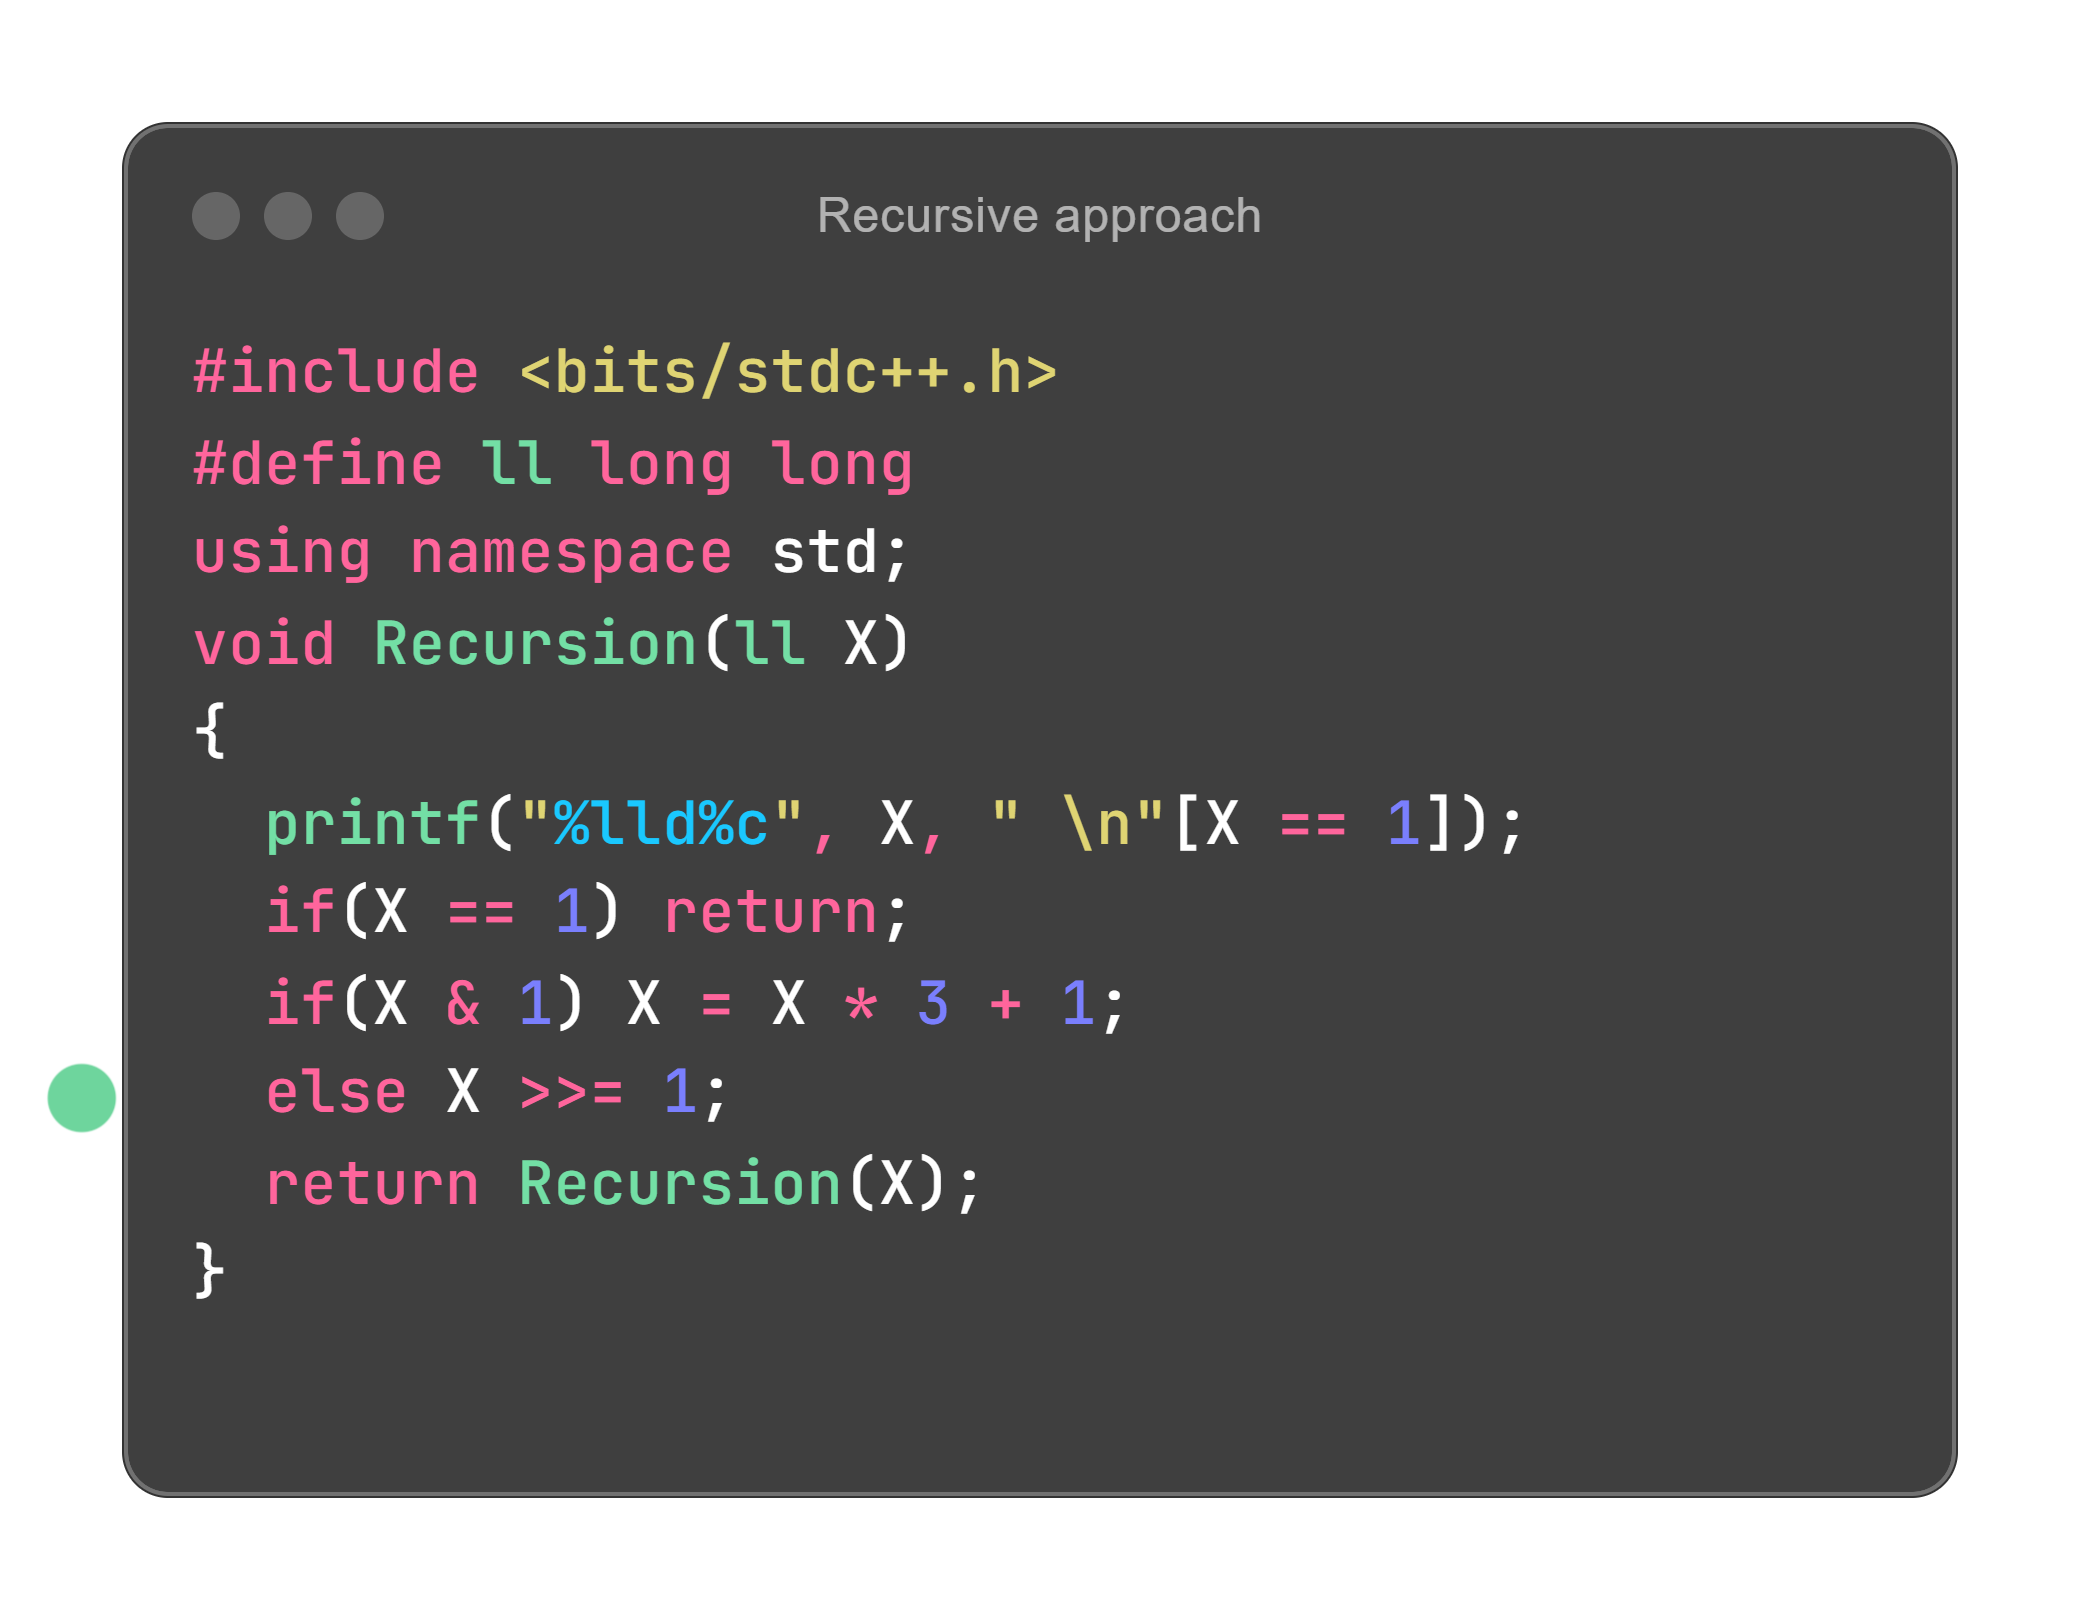 Recursive approach
#include <bits/stdc++.h>
#define ll long long
using namespace std;
void Recursion(ll X)
{
  printf("%lld%c", X, " \n"[X == 1]);
  if(X == 1) return;
  if(X & 1) X = X * 3 + 1;
  else X >>= 1;
  return Recursion(X);
}